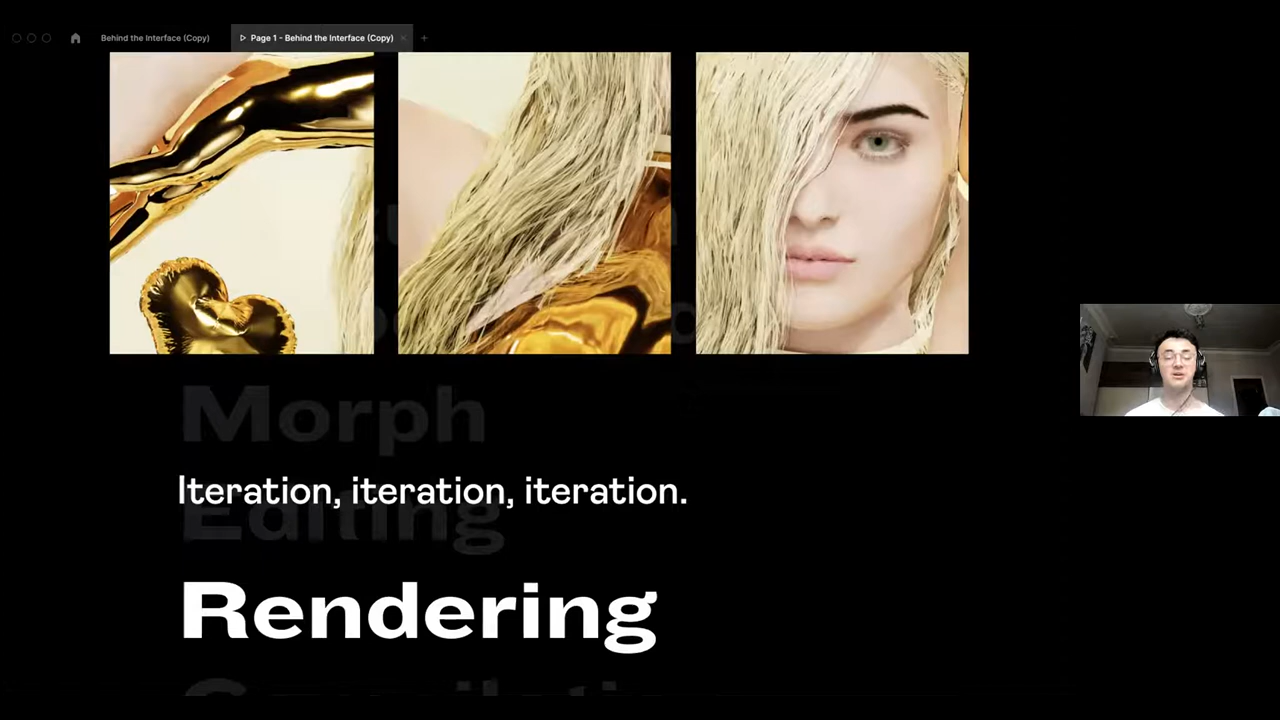 Behind the Interface (Copy)
Page 1 - Behind the Interface (Copy)
Morph
Iteration, iteration, iteration.
Editing
Rendering